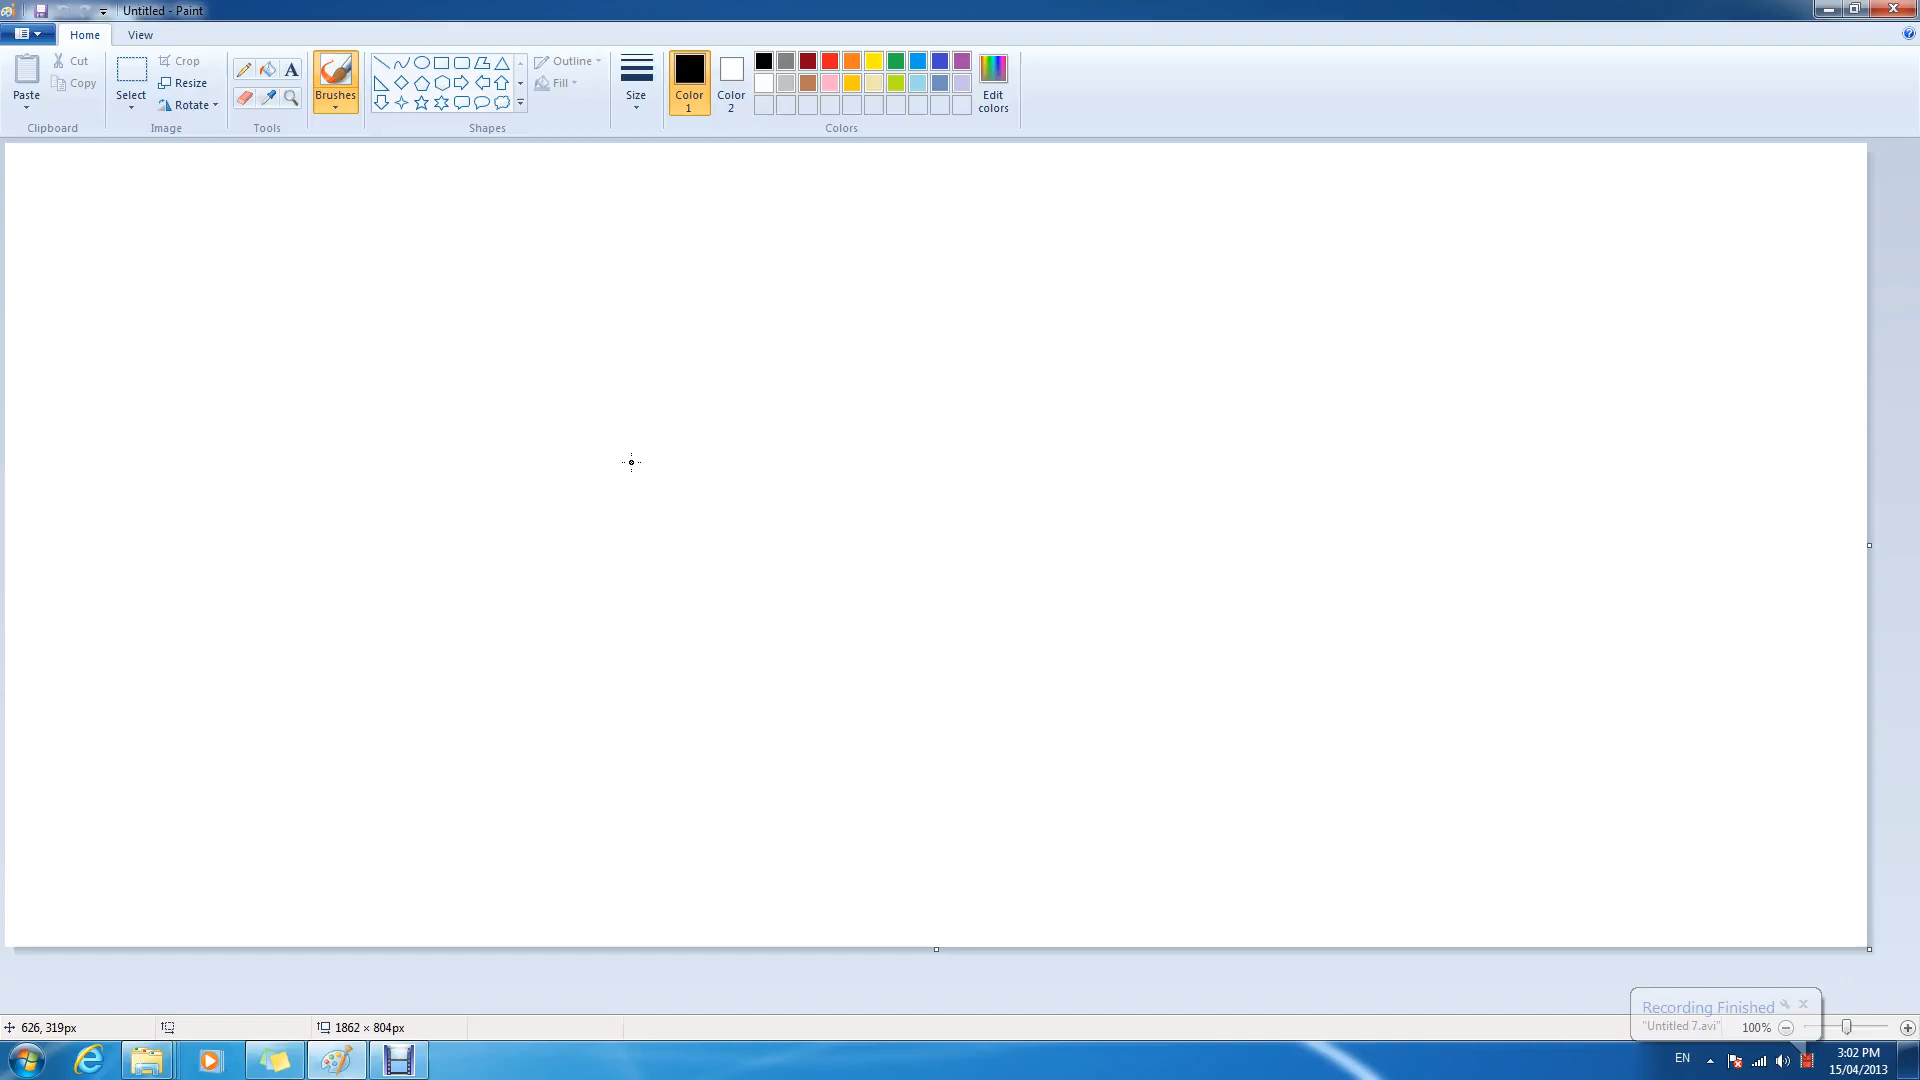 Untitled - Paint
Home View
Paste
Cut
Copy
Clipboard
Select
Crop
Resize
Rotate
Image
A
Tools
Brushes
Outline
Fill
Shapes
Size
Color
1
Color
2
Edit
colors
Colors
Recording Finished
"Untitled 7.avi"
626, 319px
1862 × 804px
100%
EN
3:02 PM
15/04/2013